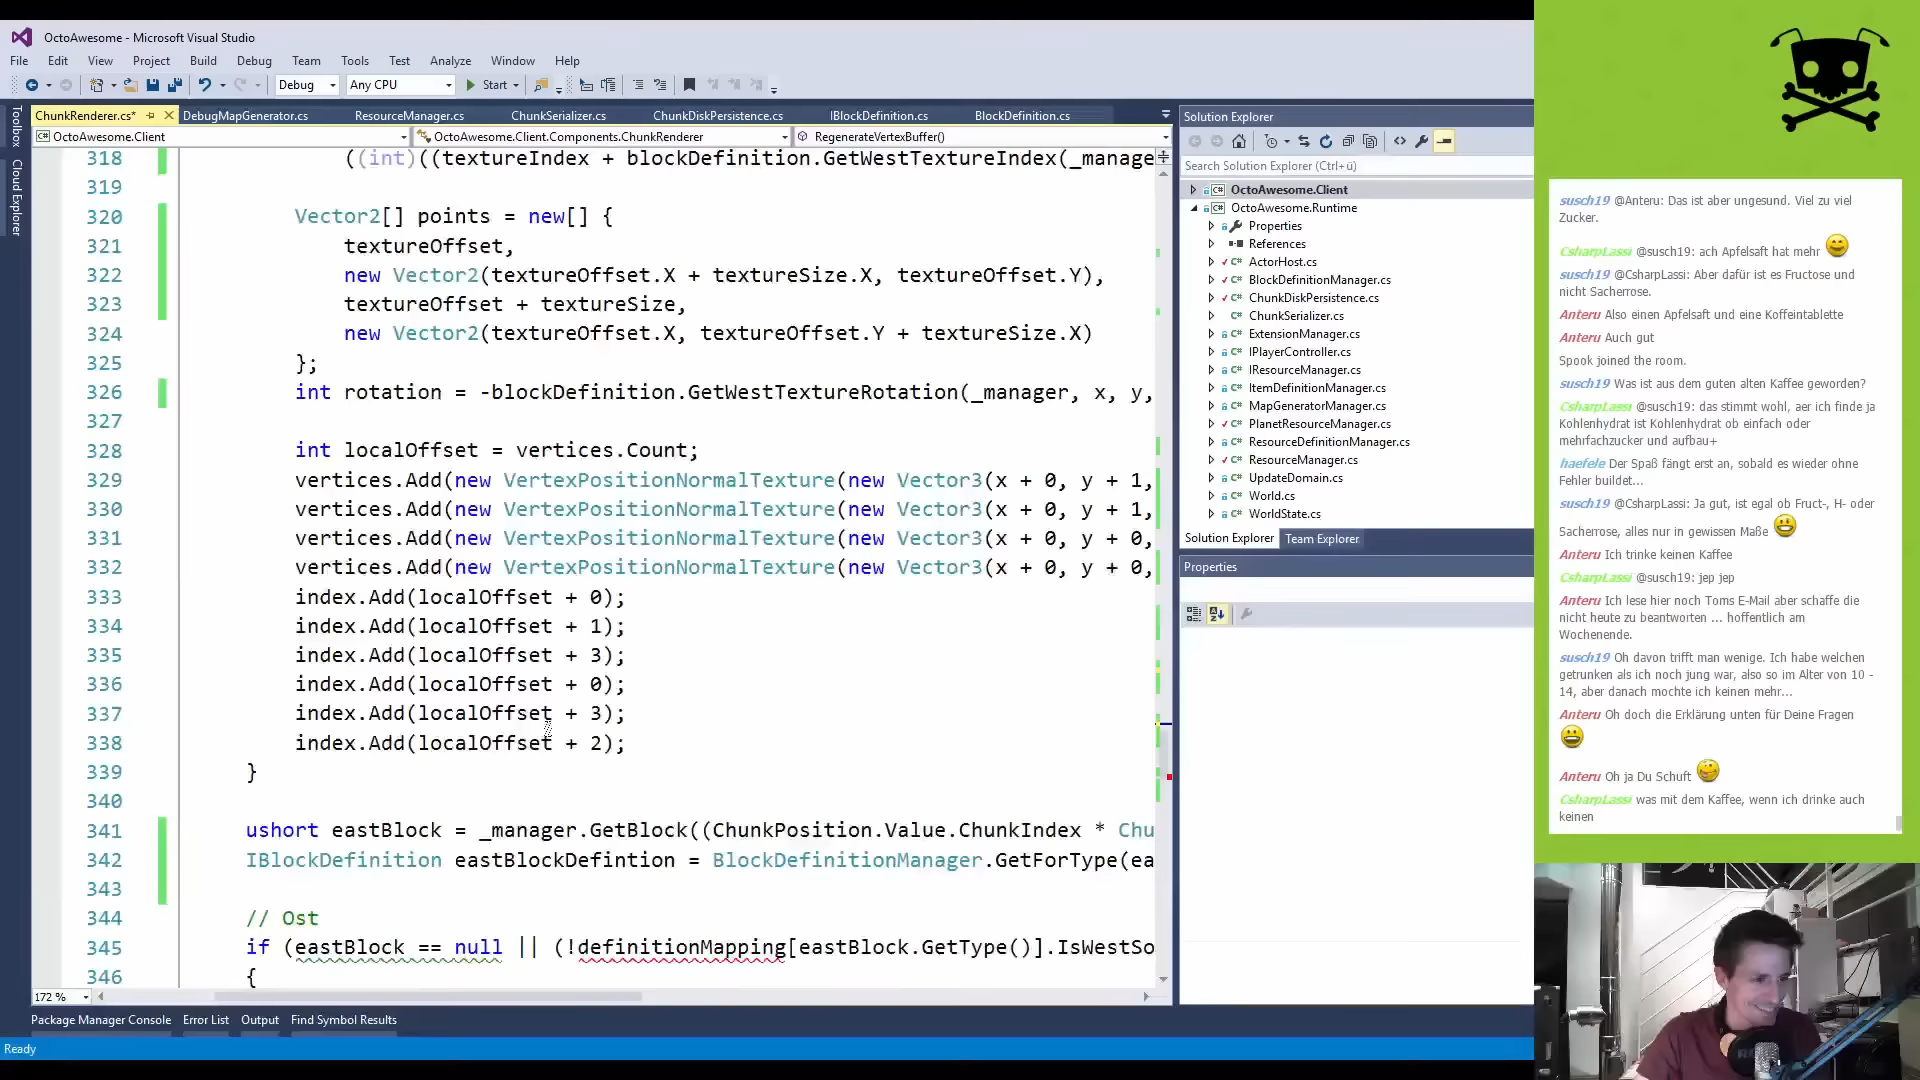 OctoAwesome - Microsoft Visual Studio
File Edit View Project Build Debug Team Tools Test Analyze Window Help
Debug Any CPU Start
ChunkRenderer.cs* DebugMapGenerator.cs ResourceManager.cs ChunkSerializer.cs ChunkDiskPersistence.cs IBlockDefinition.cs BlockDefinition.cs
OctoAwesome.Client OctoAwesome.Client.Components.ChunkRenderer RegenerateVertexBuffer()
Toolbox
Cloud Explorer
318 ((int)((textureIndex + blockDefinition.GetWestTextureIndex(_manage
319
320 Vector2[] points = new[] {
321 textureOffset,
322 new Vector2(textureOffset.X + textureSize.X, textureOffset.Y),
323 textureOffset + textureSize,
324 new Vector2(textureOffset.X, textureOffset.Y + textureSize.X)
325 };
326 int rotation = -blockDefinition.GetWestTextureRotation(_manager, x, y,
327
328 int localOffset = vertices.Count;
329 vertices.Add(new VertexPositionNormalTexture(new Vector3(x + 0, y + 1,
330 vertices.Add(new VertexPositionNormalTexture(new Vector3(x + 0, y + 1,
331 vertices.Add(new VertexPositionNormalTexture(new Vector3(x + 0, y + 0,
332 vertices.Add(new VertexPositionNormalTexture(new Vector3(x + 0, y + 0,
333 index.Add(localOffset + 0);
334 index.Add(localOffset + 1);
335 index.Add(localOffset + 3);
336 index.Add(localOffset + 0);
337 index.Add(localOffset + 3);
338 index.Add(localOffset + 2);
339 }
340
341 ushort eastBlock = _manager.GetBlock((ChunkPosition.Value.ChunkIndex * Chu
342 IBlockDefinition eastBlockDefintion = BlockDefinitionManager.GetForType(ea
343
344 // Ost
345 if (eastBlock == null || (!definitionMapping[eastBlock.GetType()].IsWestSo
346 {
172 %
Package Manager Console Error List Output Find Symbol Results
Ready
Solution Explorer
Search Solution Explorer (Ctrl+ü)
OctoAwesome.Client
OctoAwesome.Runtime
Properties
References
ActorHost.cs
BlockDefinitionManager.cs
ChunkDiskPersistence.cs
ChunkSerializer.cs
ExtensionManager.cs
IPlayerController.cs
IResourceManager.cs
ItemDefinitionManager.cs
MapGeneratorManager.cs
PlanetResourceManager.cs
ResourceDefinitionManager.cs
ResourceManager.cs
UpdateDomain.cs
World.cs
WorldState.cs
Solution Explorer Team Explorer
Properties
susch19 @Anteru: Das ist aber ungesund. Viel zu viel
Zucker.
CsharpLassi @susch19: ach Apfelsaft hat mehr
susch19 @CsharpLassi: Aber dafür ist es Fructose und
nicht Sacherrose.
Anteru Also einen Apfelsaft und eine Koffeintablette
Anteru Auch gut
Spook joined the room.
susch19 Was ist aus dem guten alten Kaffee geworden?
CsharpLassi @susch19: das stimmt wohl, aer ich finde ja
Kohlenhydrat ist Kohlenhydrat ob einfach oder
mehrfachzucker und aufbau+
haefele Der Spaß fängt erst an, sobald es wieder ohne
Fehler buildet...
susch19 @CsharpLassi: Ja gut, ist egal ob Fruct-, H- oder
Sacherrose, alles nur in gewissen Maße
Anteru Ich trinke keinen Kaffee
CsharpLassi @susch19: jep jep
Anteru Ich lese hier noch Toms E-Mail aber schaffe die
nicht heute zu beantworten ... hoffentlich am
Wochenende.
susch19 Oh davon trifft man wenige. Ich habe welchen
getrunken als ich noch jung war, also so im Alter von 10 -
14, aber danach mochte ich keinen mehr...
Anteru Oh doch die Erklärung unten für Deine Fragen
Anteru Oh ja Du Schuft
CsharpLassi was mit dem Kaffee, wenn ich drinke auch
keinen